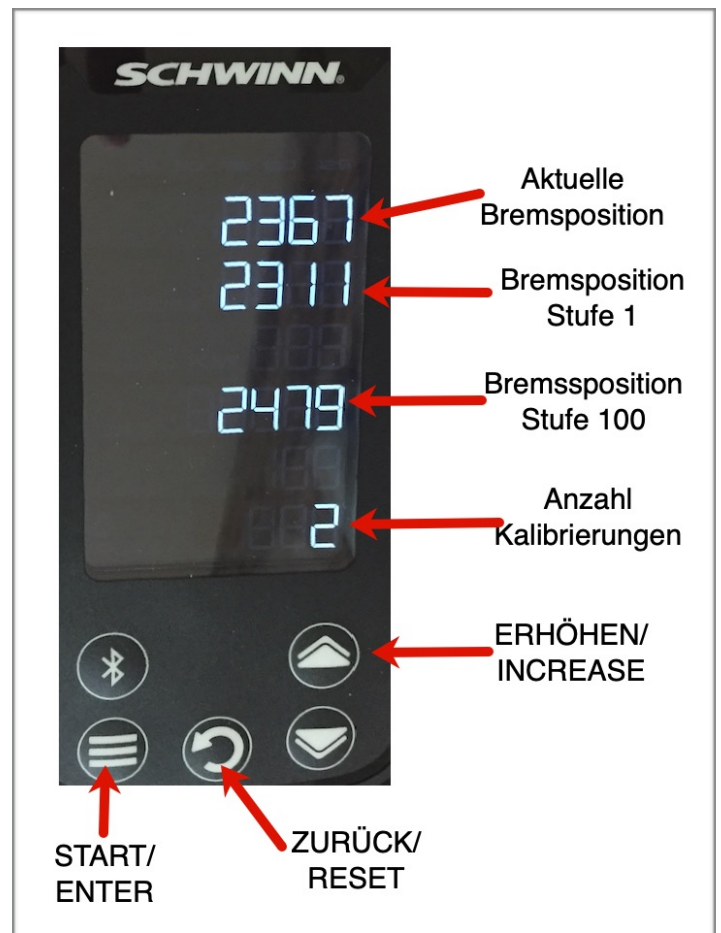 SCHWINN.
2367
Aktuelle
Bremsposition
2311
Bremsposition
Stufe 1
2479
Bremssposition
Stufe 100
2
Anzahl
Kalibrierungen
ERHÖHEN/
INCREASE
START/
ENTER
ZURÜCK/
RESET